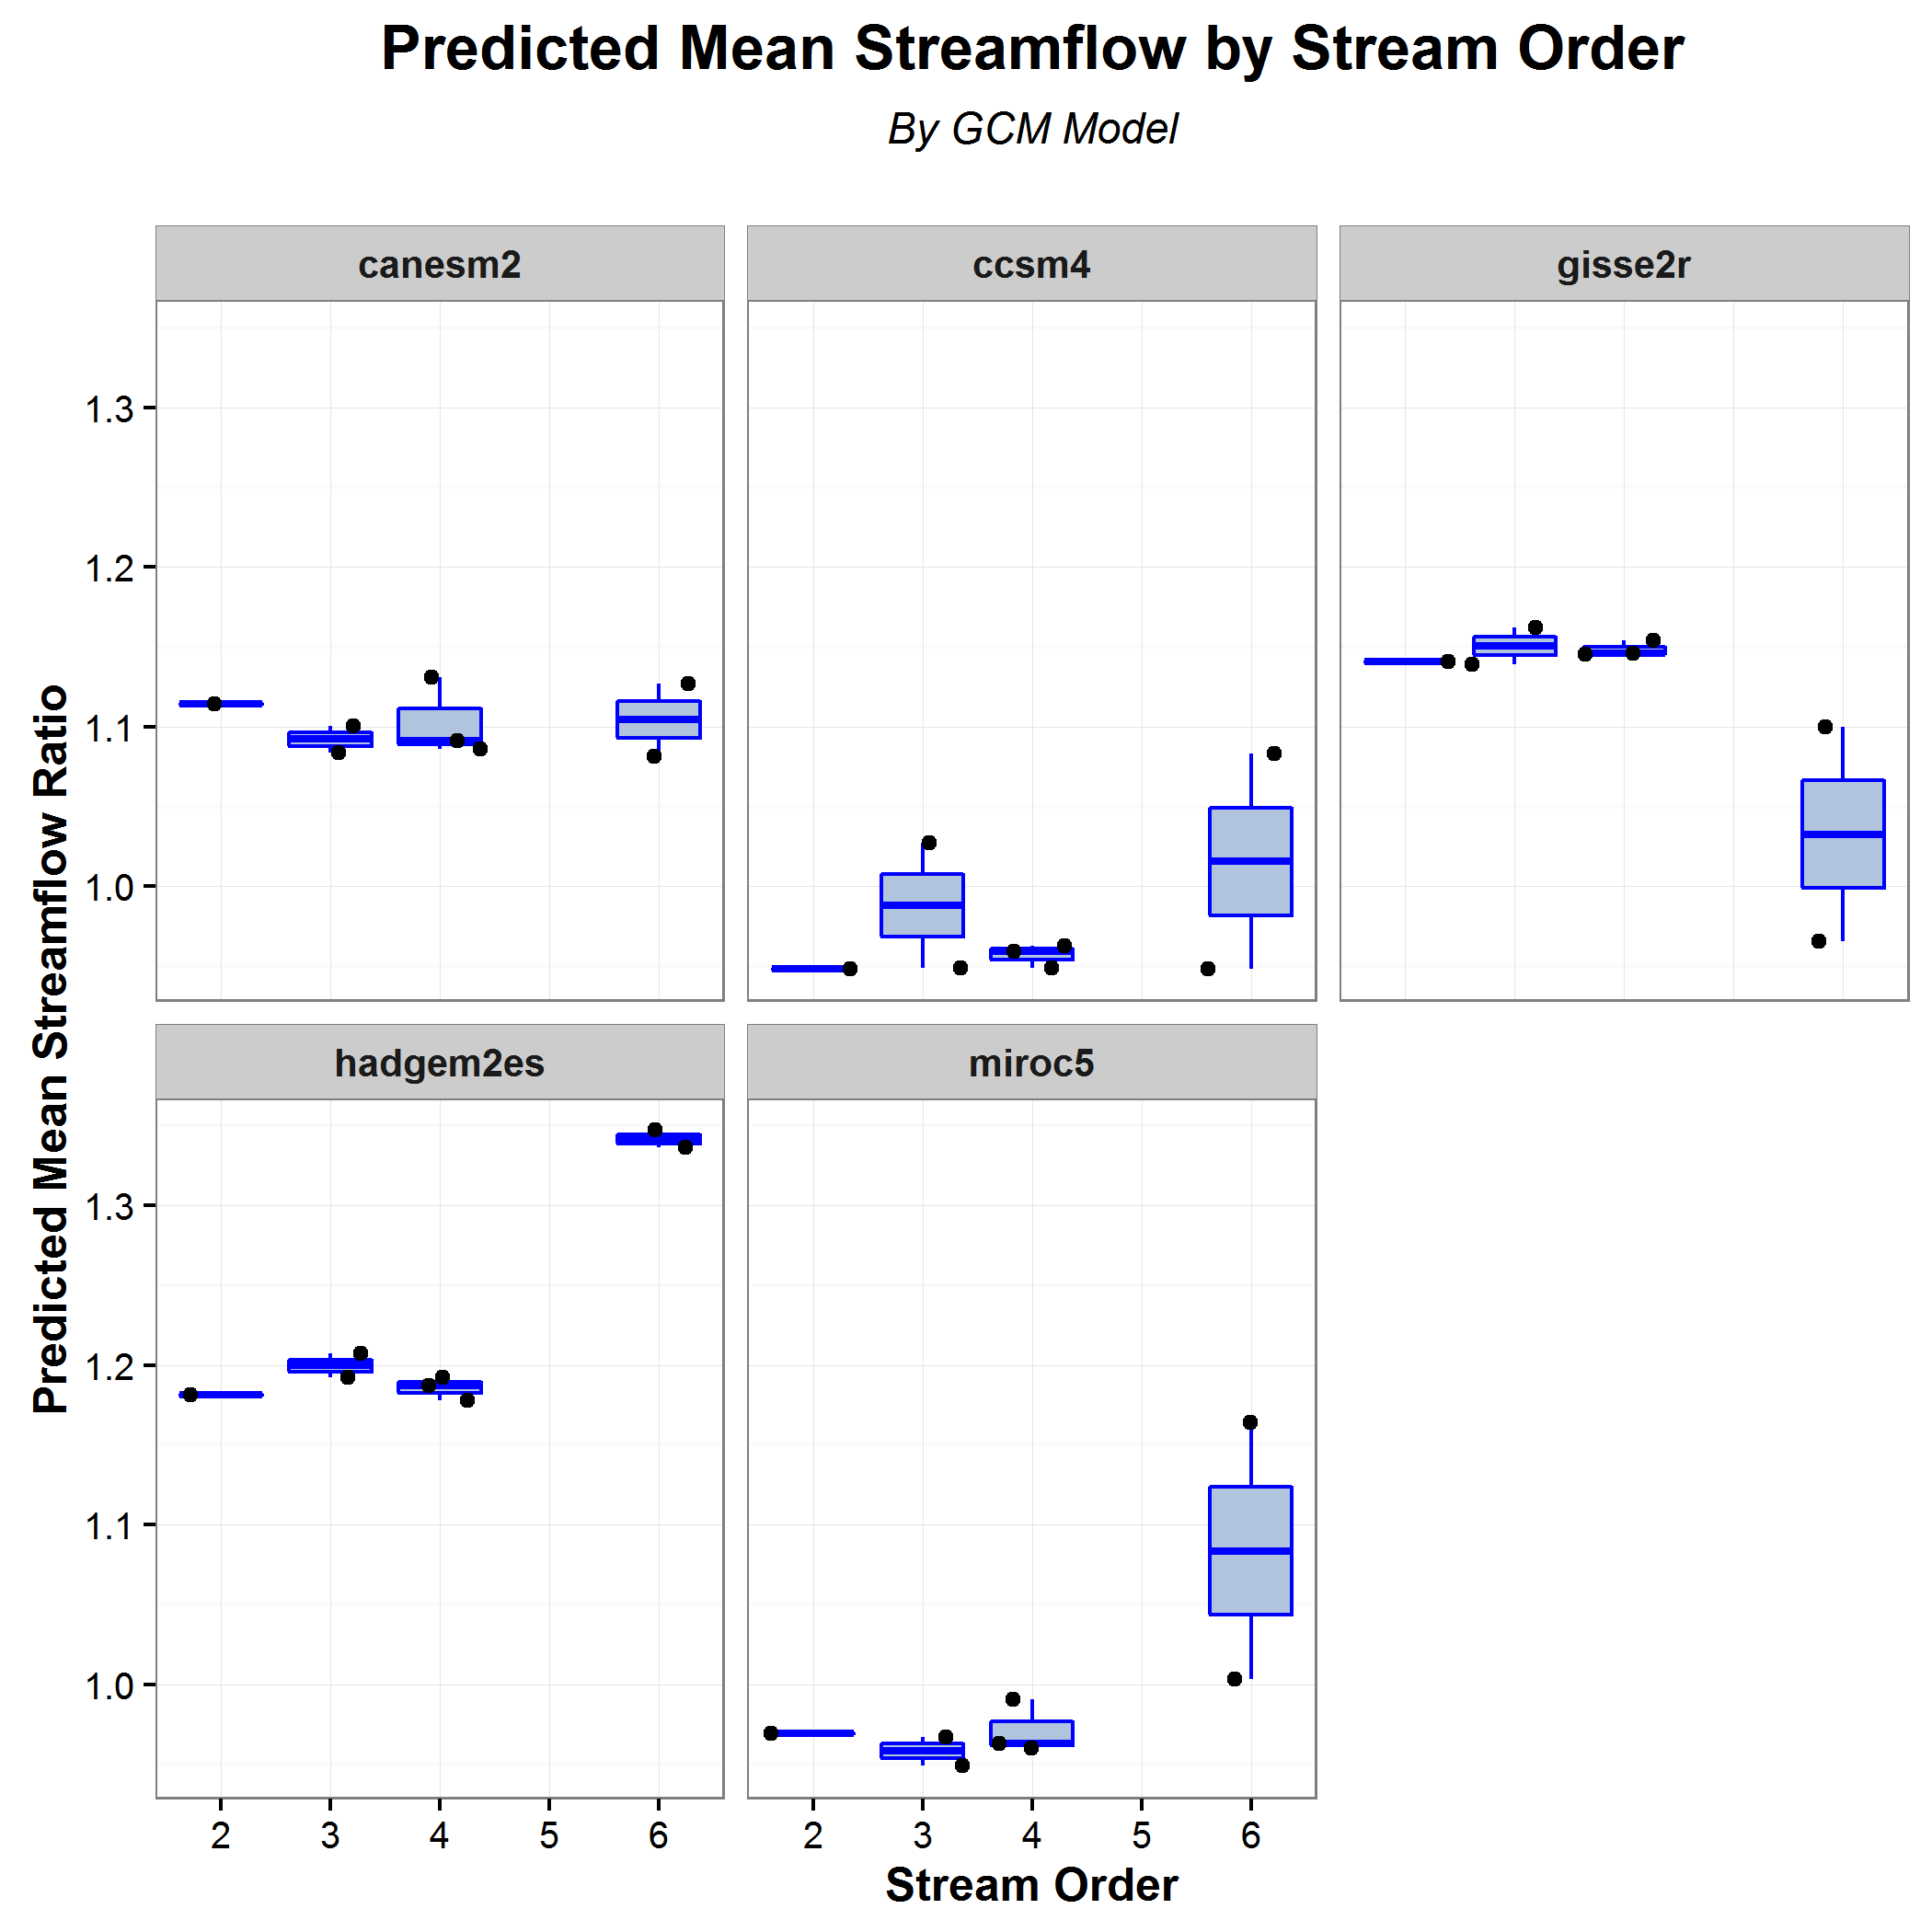 Predicted Mean Streamflow by Stream Order
By GCM Model
canesm2
ccsm4
gisse2r
1.3
1.2
1.1
1.0
Predicted Mean Streamflow Ratio
hadgem2es
miroc5
1.3
1.2
1.1
1.0
2 3 4 5 6
2 3 4 5 6
Stream Order